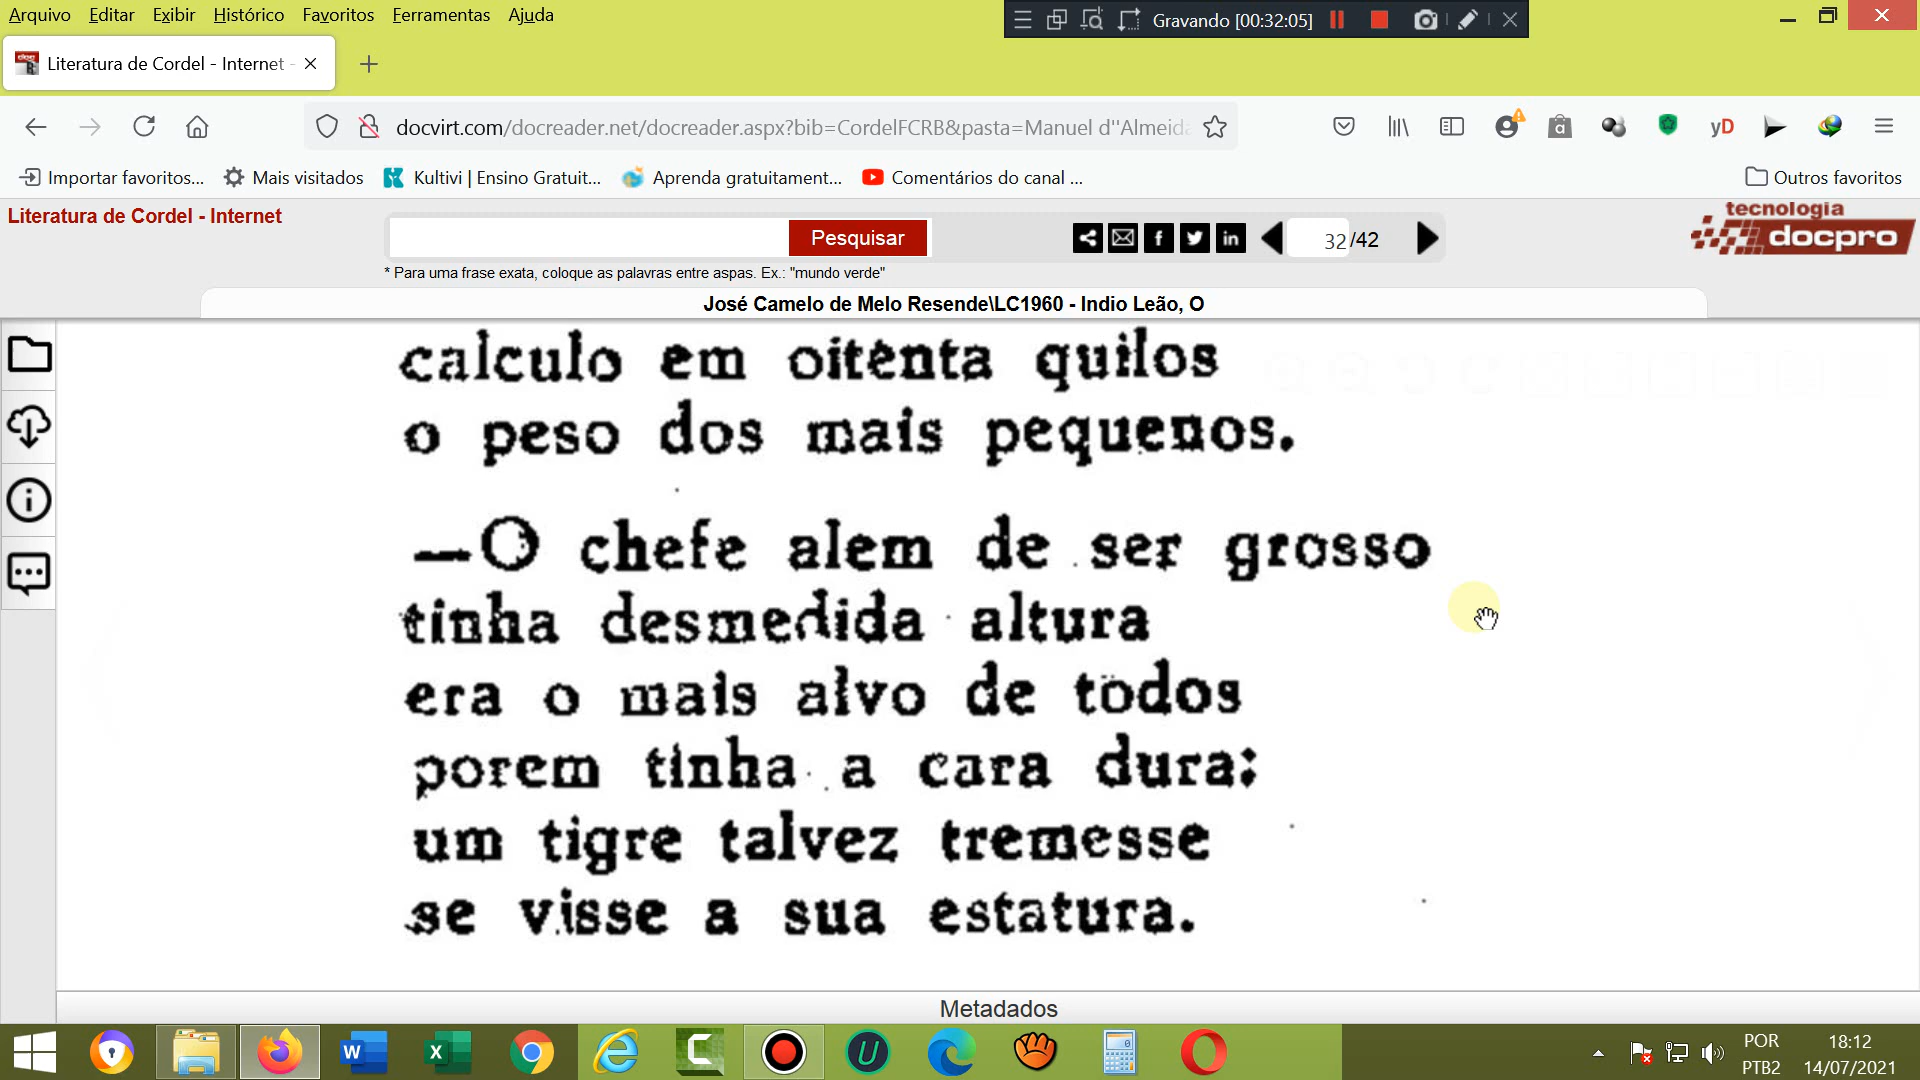 Arquivo Editar Exibir Histórico Favoritos Ferramentas Ajuda
Gravando [00:32:05]
Literatura de Cordel - Internet -
docvirt.com/docreader.net/docreader.aspx?bib=CordelFCRB&pasta=Manuel d''Almeida
yD
Importar favoritos... Mais visitados Kultivi | Ensino Gratuit... Aprenda gratuitament... Comentários do canal ... Outros favoritos
Literatura de Cordel - Internet
Pesquisar
32 /42
tecnologia
docpro
* Para uma frase exata, coloque as palavras entre aspas. Ex.: "mundo verde"
José Camelo de Melo Resende\LC1960 - Indio Leão, O
calculo em oitenta quilos
o peso dos mais pequenos.
—O chefe alem de ser grosso
tinha desmedida altura
era o mais alvo de todos
porem tinha a cara dura:
um tigre talvez tremesse
se visse a sua estatura.
Metadados
POR 18:12
PTB2 14/07/2021